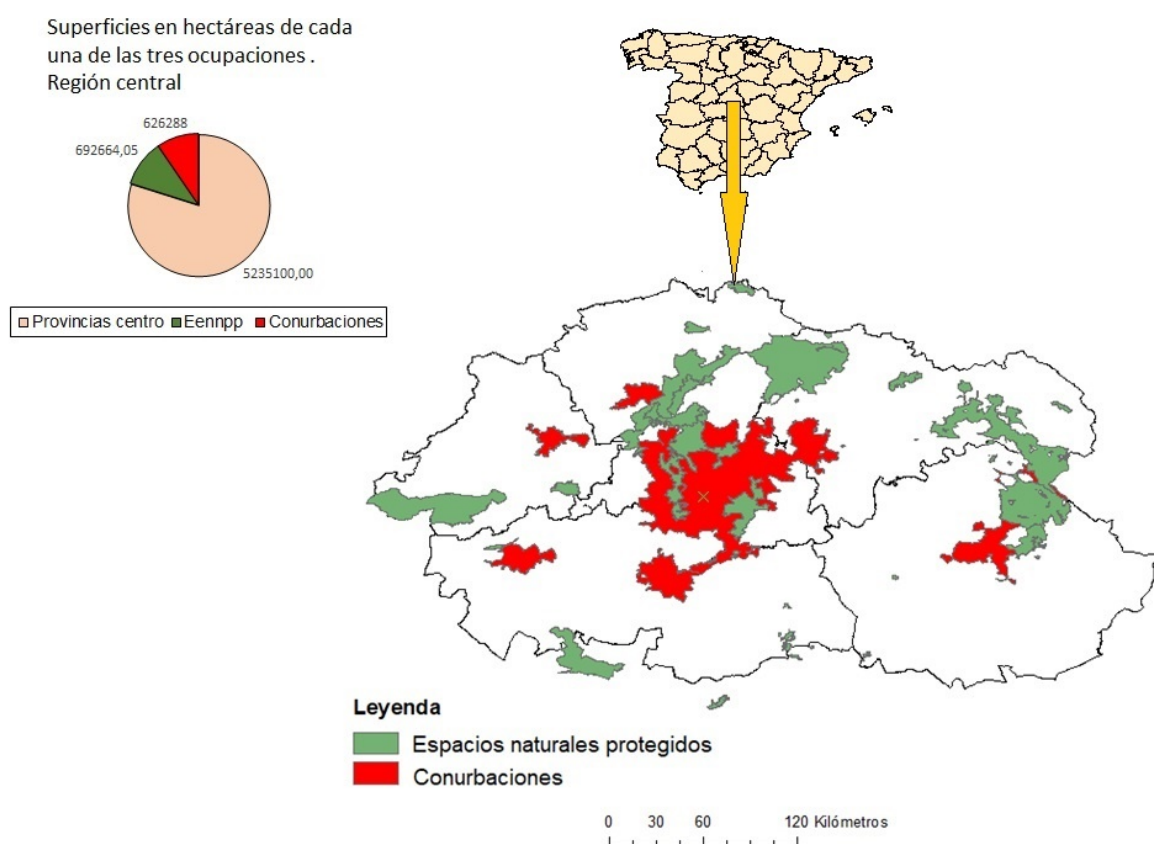 Superficies en hectáreas de cada
una de las tres ocupaciones .
Región central
626288
692664,05
5235100,00
Provincias centro Eennpp Conurbaciones
Leyenda
Espacios naturales protegidos
Conurbaciones
0 30 60 120 Kilómetros